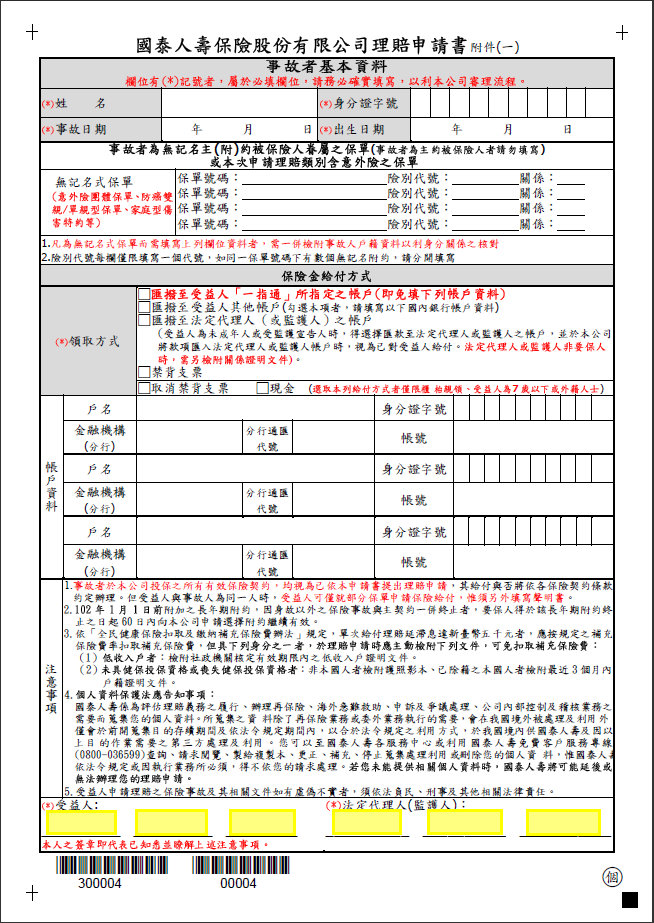 國泰人壽保險股份有限公司理賠申請書 附件(一)
事故者基本資料
欄位有(*)記號者，屬於必填欄位，請務必確實填寫，以利本公司審理流程。
(*)姓 名 (*)身分證字號
(*)事故日期 年 月 日 (*)出生日期 年 月 日
事故者為無記名主(附)約被保險人眷屬之保單(事故者為主約被保險人者請勿填寫)
或本次申請理賠類別含意外險之保單
無記名式保單
(意外險團體保單、防癌雙親/單親型保單、家庭型傷害特約等)
保單號碼： 險別代號： 關係：
保單號碼： 險別代號： 關係：
保單號碼： 險別代號： 關係：
保單號碼： 險別代號： 關係：
1.凡為無記名式保單而需填寫上列欄位資料者，需一併檢附事故人戶籍資料以利身分關係之核對
2.險別代號每欄僅限填寫一個代號，如同一保單號碼下有數個無記名附約，請分開填寫
保險金給付方式
(*)領取方式
匯撥至受益人「一指通」所指定之帳戶(即免填下列帳戶資料)
匯撥至受益人其他帳戶(勾選本項者，請填寫以下國內銀行帳戶資料)
匯撥至法定代理人（或監護人）之帳戶
(受益人為未成年人或受監護宣告人時，得選擇匯款至法定代理人或監護人之帳戶，並於本公司
將款項匯入法定代理人或監護人帳戶時，視為已對受益人給付。法定代理人或監護人非要保人
時，需另檢附關係證明文件)。
禁背支票
取消禁背支票 現金 (選取本列給付方式者僅限櫃 檯親領、受益人為7歲以下或外籍人士)
帳戶資料
戶名 身分證字號
金融機構 (分行) 分行通匯代號 帳號
戶名 身分證字號
金融機構 (分行) 分行通匯代號 帳號
戶名 身分證字號
金融機構 (分行) 分行通匯代號 帳號
注意事項
1.事故者於本公司投保之所有有效保險契約，均視為已依本申請書提出理賠申請，其給付與否將依各保險契約條款
約定辦理。但受益人與事故人為同一人時，受益人可僅就部分保單申請保險給付，惟須另外填寫聲明書。
2.102年1月1日前附加之長年期附約，因身故以外之保險事故與主契約一併終止者，要保人得於該長年期附約終
止之日起60日內向本公司申請選擇附約繼續有效。
3.依「全民健康保險扣取及繳納補充保險費辦法」規定，單次給付理賠延滯息達新臺幣五千元者，應按規定之補充
保險費率扣取補充保險費，但具下列身分之一者，於理賠申請時應主動檢附下列文件，可免扣取補充保險費：
(1)低收入戶者：檢附社政機關核定有效期限內之低收入戶證明文件。
(2)未具健保投保資格或喪失健保投保資格者：非本國人者檢附護照影本、已除籍之本國人者檢附最近3個月內
戶籍證明文件。
4.個人資料保護法應告知事項：
國泰人壽係為評估理賠義務之履行、辦理再保險、海外急難救助、申訴及爭議處理、公司內部控制及稽核業務之
需要而蒐集您的個人資料。所蒐集之資 料除了再保險業務或委外業務執行的需要，會在我國境外被處理及利用外
僅會於前開蒐集目的存續期間及依法令規定期間內，以合於法令規定之利用方式，於我國境內供國泰人壽及因以
上目的作業需要之第三方處理及利用。您可以至國泰人壽各服務中心或利用國泰人壽免費客戶服務專線
(0800-036599)查詢、請求閱覽、製給複製本、更正、補充、停止蒐集處理利用或刪除您的個人資 料，惟國泰人
依法令規定或因執行業務所必須，得不依您的請求處理。若您未能提供相關個人資料時，國泰人壽將可能延後或
無法辦理您的理賠申請。
5.受益人申請理賠之保險事故及其相關文件如有虛偽不實者，須依法負民、刑事及其他相關法律責任。
(*)受益人： (*)法定代理人(監護人)：
本人之簽章即代表已知悉並瞭解上述注意事項。
300004 00004
個